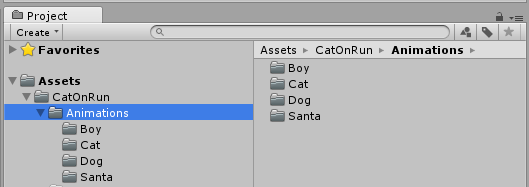 Project
Create
Favorites
Assets
CatOnRun
Animations
Boy
Cat
Dog
Santa
Assets CatOnRun Animations
Boy
Cat
Dog
Santa